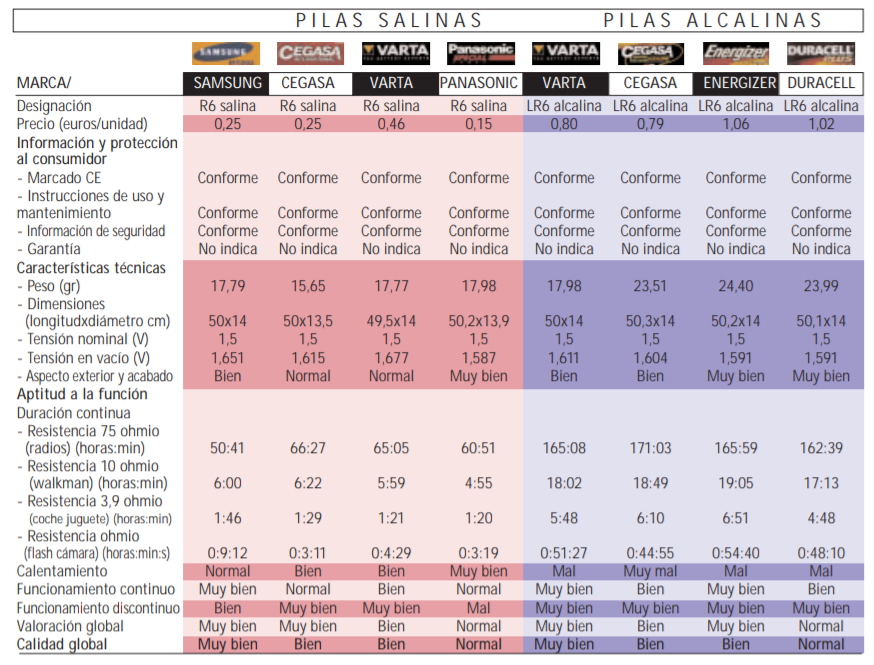 PILAS SALINAS PILAS ALCALINAS
SAMSUNG CEGASA VARTA Panasonic VARTA CEGASA Energizer DURACELL
SPECIAL PLUS
MARCA/ SAMSUNG CEGASA VARTA PANASONIC VARTA CEGASA ENERGIZER DURACELL
Designación R6 salina R6 salina R6 salina R6 salina LR6 alcalina LR6 alcalina LR6 alcalina LR6 alcalina
Precio (euros/unidad) 0,25 0,25 0,46 0,15 0,80 0,79 1,06 1,02
Información y protección
al consumidor
- Marcado CE Conforme Conforme Conforme Conforme Conforme Conforme Conforme Conforme
- Instrucciones de uso y
mantenimiento Conforme Conforme Conforme Conforme Conforme Conforme Conforme Conforme
- Información de seguridad Conforme Conforme Conforme Conforme Conforme Conforme Conforme Conforme
- Garantía No indica No indica No indica No indica No indica No indica No indica No indica
Características técnicas
- Peso (gr) 17,79 15,65 17,77 17,98 17,98 23,51 24,40 23,99
- Dimensiones
(longitudxdiámetro cm) 50x14 50x13,5 49,5x14 50,2x13,9 50x14 50,3x14 50,2x14 50,1x14
- Tensión nominal (V) 1,5 1,5 1,5 1,5 1,5 1,5 1,5 1,5
- Tensión en vacío (V) 1,651 1,615 1,677 1,587 1,611 1,604 1,591 1,591
- Aspecto exterior y acabado Bien Normal Normal Muy bien Bien Bien Muy bien Muy bien
Aptitud a la función
Duración continua
- Resistencia 75 ohmio
(radios) (horas:min) 50:41 66:27 65:05 60:51 165:08 171:03 165:59 162:39
- Resistencia 10 ohmio
(walkman) (horas:min) 6:00 6:22 5:59 4:55 18:02 18:49 19:05 17:13
- Resistencia 3,9 ohmio
(coche juguete) (horas:min) 1:46 1:29 1:21 1:20 5:48 6:10 6:51 4:48
- Resistencia ohmio
(flash cámara) (horas:min:s) 0:9:12 0:3:11 0:4:29 0:3:19 0:51:27 0:44:55 0:54:40 0:48:10
Calentamiento Normal Bien Bien Muy bien Mal Muy mal Mal Mal
Funcionamiento continuo Muy bien Normal Bien Normal Muy bien Bien Muy bien Bien
Funcionamiento discontinuo Bien Muy bien Muy bien Mal Muy bien Muy bien Muy bien Muy bien
Valoración global Muy bien Bien Bien Normal Muy bien Muy bien Muy bien Normal
Calidad global Muy bien Bien Bien Normal Muy bien Bien Bien Normal